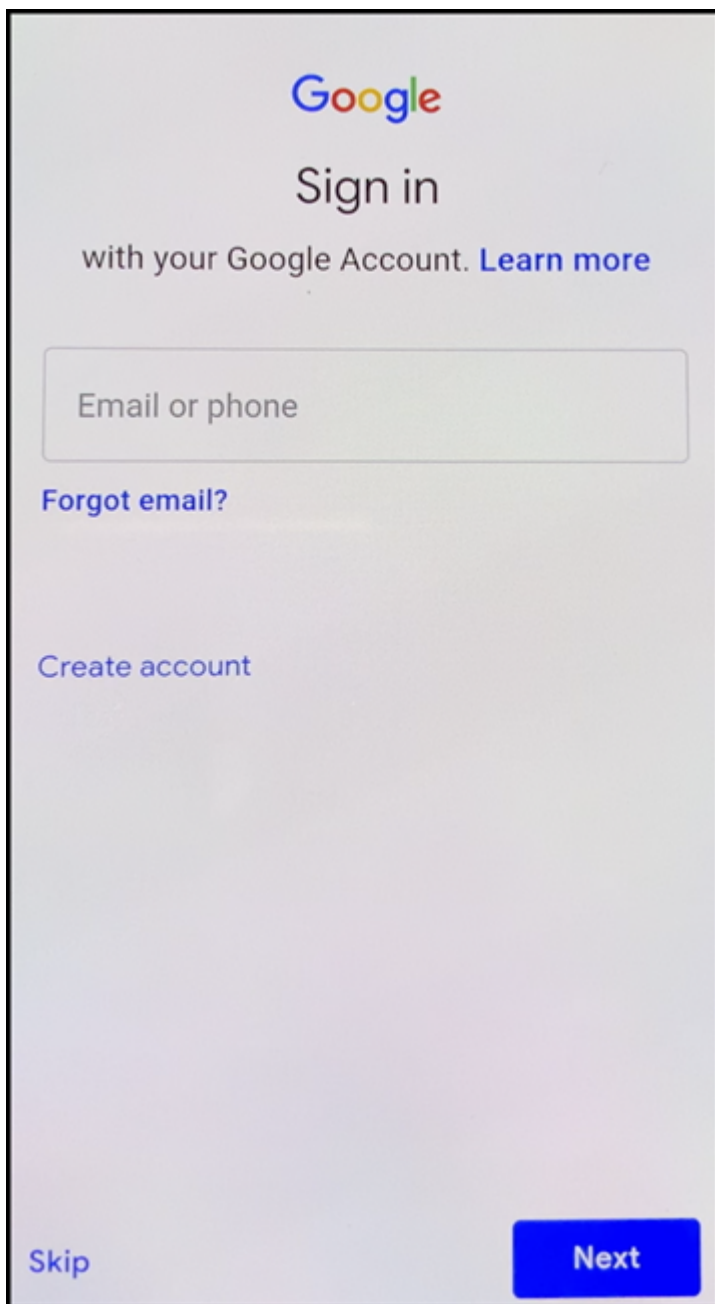 Google
Sign in
with your Google Account. Learn more
Email or phone
Forgot email?
Create account
Skip
Next